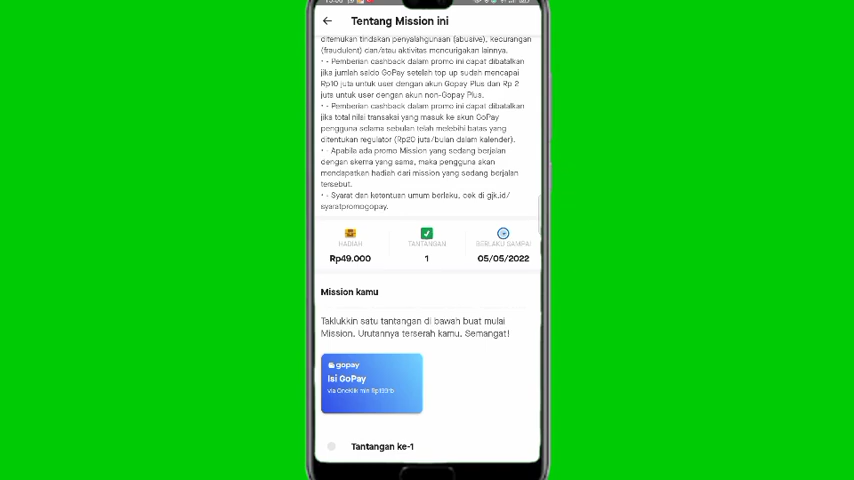 Tentang Mission ini
ditemukan tindakan penyalahgunaan (abusive), kecurangan
(fraudulent) dan/atau aktivitas mencurigakan lainnya.
• - Pemberian cashback dalam promo ini dapat dibatalkan
jika jumlah saldo GoPay setelah top up sudah mencapai
Rp10 juta untuk user dengan akun Gopay Plus dan Rp 2
juta untuk user dengan akun non-Gopay Plus.
• - Pemberian cashback dalam promo ini dapat dibatalkan
jika total nilai transaksi yang masuk ke akun GoPay
pengguna selama sebulan telah melebihi batas yang
ditentukan regulator (Rp20 juta/bulan dalam kalender).
• - Apabila ada promo Mission yang sedang berjalan
dengan skema yang sama, maka pengguna akan
mendapatkan hadiah dari mission yang sedang berjalan
tersebut.
• - Syarat dan ketentuan umum berlaku, cek di gjk.id/
syaratpromogopay.
HADIAH
TANTANGAN
BERLAKU SAMPAI
Rp49.000
1
05/05/2022
Mission kamu
Taklukkin satu tantangan di bawah buat mulai
Mission. Urutannya terserah kamu. Semangat!
gopay
Isi GoPay
via OneKlik min
Tantangan ke-1